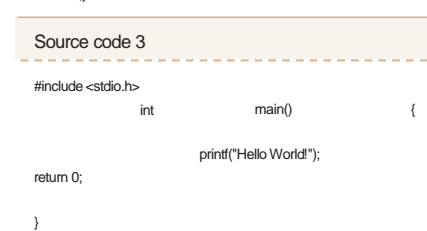 Source code 3
#include <stdio.h>
int main() {
printf("Hello World!");
return 0;
}